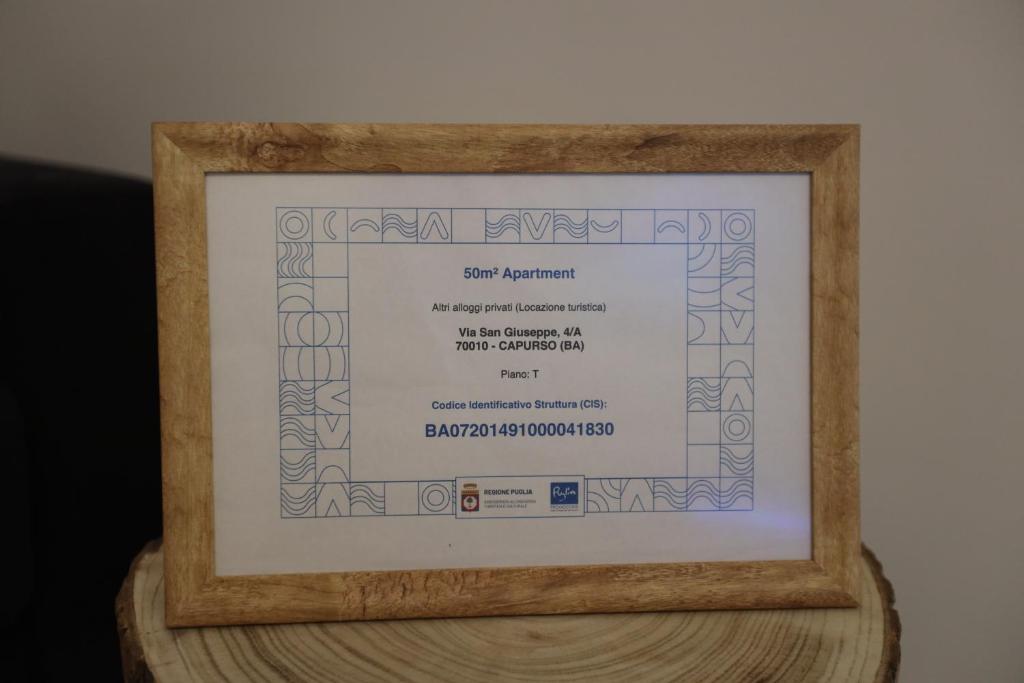 50m² Apartment
Altri alloggi privati (Locazione turistica)
Via San Giuseppe, 4/A
70010 - CAPURSO (BA)
Piano: T
Codice Identificativo Struttura (CIS):
BA07201491000041830
REGIONE PUGLIA
Puglia